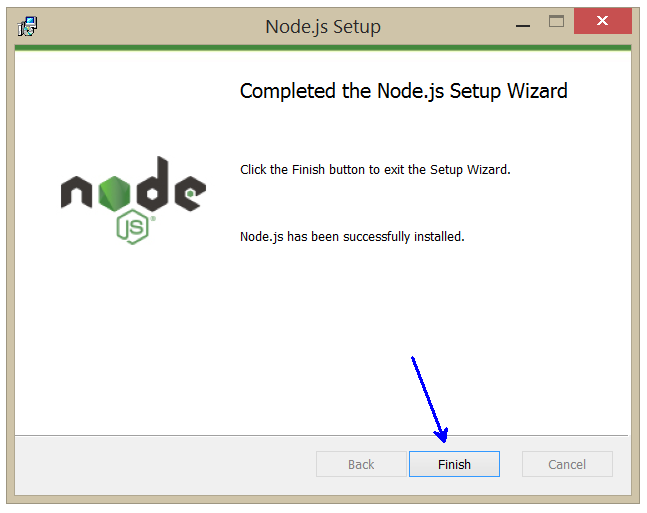 Node.js Setup
Completed the Node.js Setup Wizard
Click the Finish button to exit the Setup Wizard.
node
JS®
Node.js has been successfully installed.
Back
Finish
Cancel